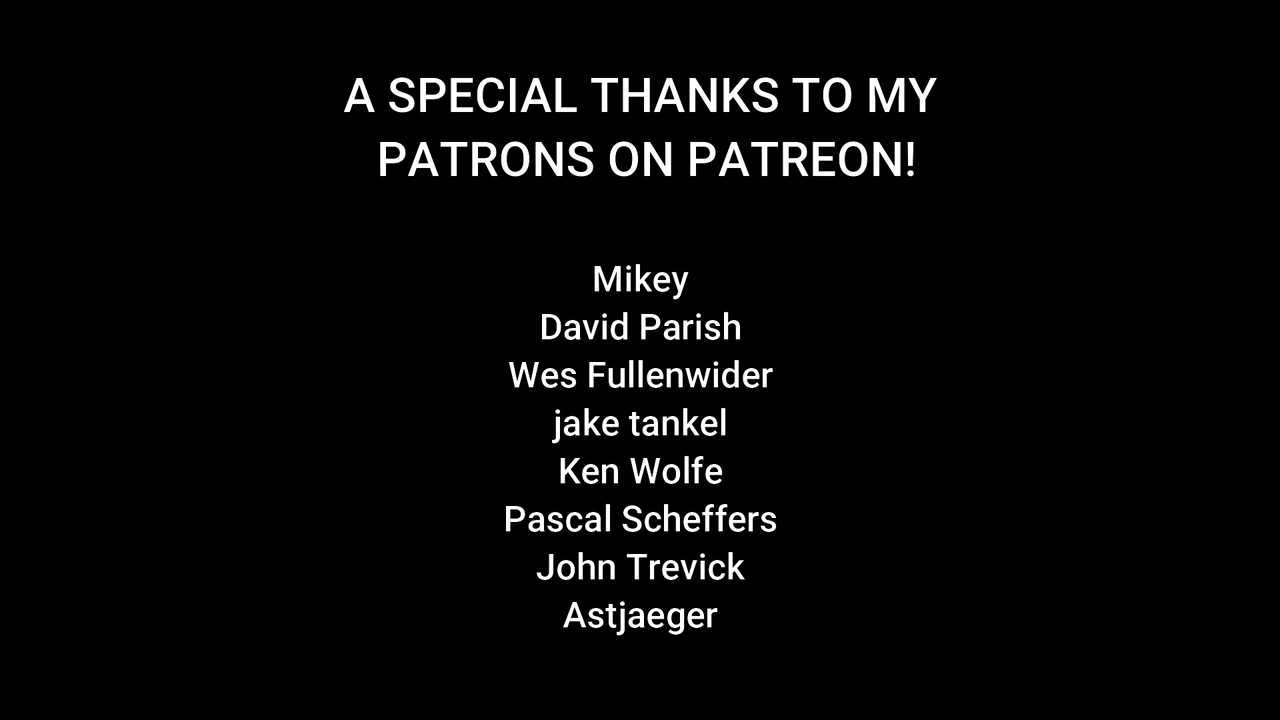 A SPECIAL THANKS TO MY
PATRONS ON PATREON!
Mikey
David Parish
Wes Fullenwider
jake tankel
Ken Wolfe
Pascal Scheffers
John Trevick
Astjaeger